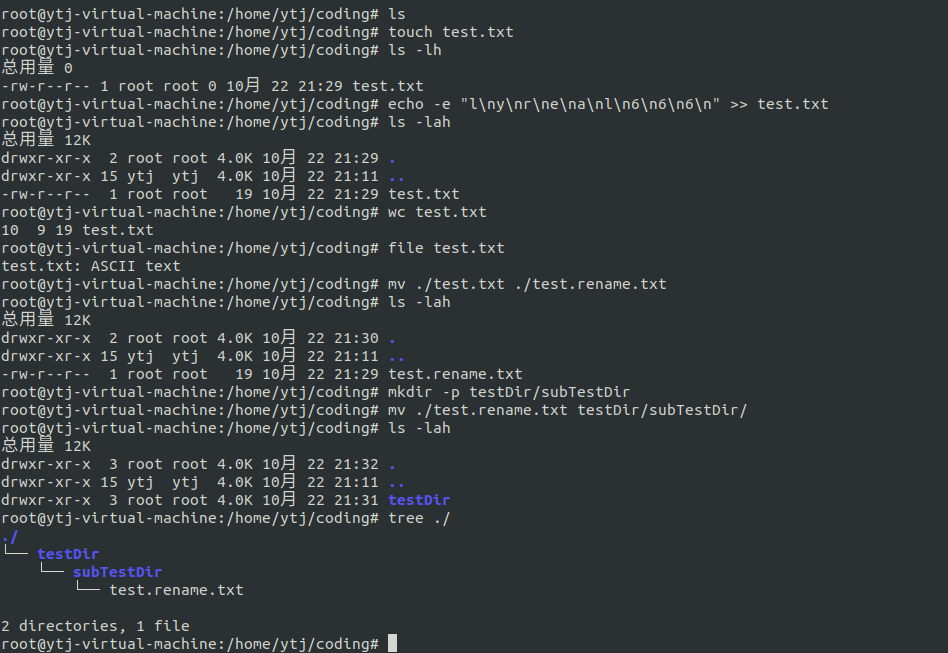 root@ytj-virtual-machine:/home/ytj/coding# ls
root@ytj-virtual-machine:/home/ytj/coding# touch test.txt
root@ytj-virtual-machine:/home/ytj/coding# ls -lh
总用量 0
-rw-r--r-- 1 root root 0 10月 22 21:29 test.txt
root@ytj-virtual-machine:/home/ytj/coding# echo -e "l\ny\nr\ne\na\nl\n6\n6\n6\n" >> test.txt
root@ytj-virtual-machine:/home/ytj/coding# ls -lah
总用量 12K
drwxr-xr-x  2 root root 4.0K 10月 22 21:29 .
drwxr-xr-x 15 ytj  ytj  4.0K 10月 22 21:11 ..
-rw-r--r--  1 root root   19 10月 22 21:29 test.txt
root@ytj-virtual-machine:/home/ytj/coding# wc test.txt
10  9 19 test.txt
root@ytj-virtual-machine:/home/ytj/coding# file test.txt
test.txt: ASCII text
root@ytj-virtual-machine:/home/ytj/coding# mv ./test.txt ./test.rename.txt
root@ytj-virtual-machine:/home/ytj/coding# ls -lah
总用量 12K
drwxr-xr-x  2 root root 4.0K 10月 22 21:30 .
drwxr-xr-x 15 ytj  ytj  4.0K 10月 22 21:11 ..
-rw-r--r--  1 root root   19 10月 22 21:29 test.rename.txt
root@ytj-virtual-machine:/home/ytj/coding# mkdir -p testDir/subTestDir
root@ytj-virtual-machine:/home/ytj/coding# mv ./test.rename.txt testDir/subTestDir/
root@ytj-virtual-machine:/home/ytj/coding# ls -lah
总用量 12K
drwxr-xr-x  3 root root 4.0K 10月 22 21:32 .
drwxr-xr-x 15 ytj  ytj  4.0K 10月 22 21:11 ..
drwxr-xr-x  3 root root 4.0K 10月 22 21:31 testDir
root@ytj-virtual-machine:/home/ytj/coding# tree ./
./
└── testDir
    └── subTestDir
        └── test.rename.txt

2 directories, 1 file
root@ytj-virtual-machine:/home/ytj/coding#